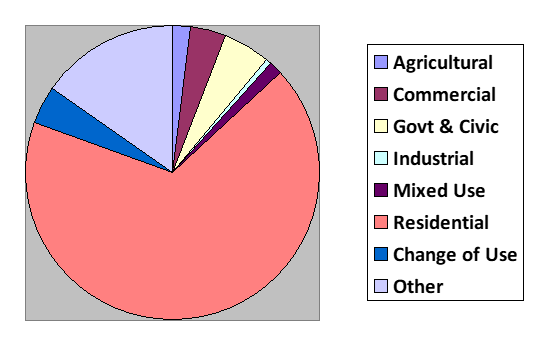 Agricultural
Commercial
Govt & Civic
Industrial
Mixed Use
Residential
Change of Use
Other